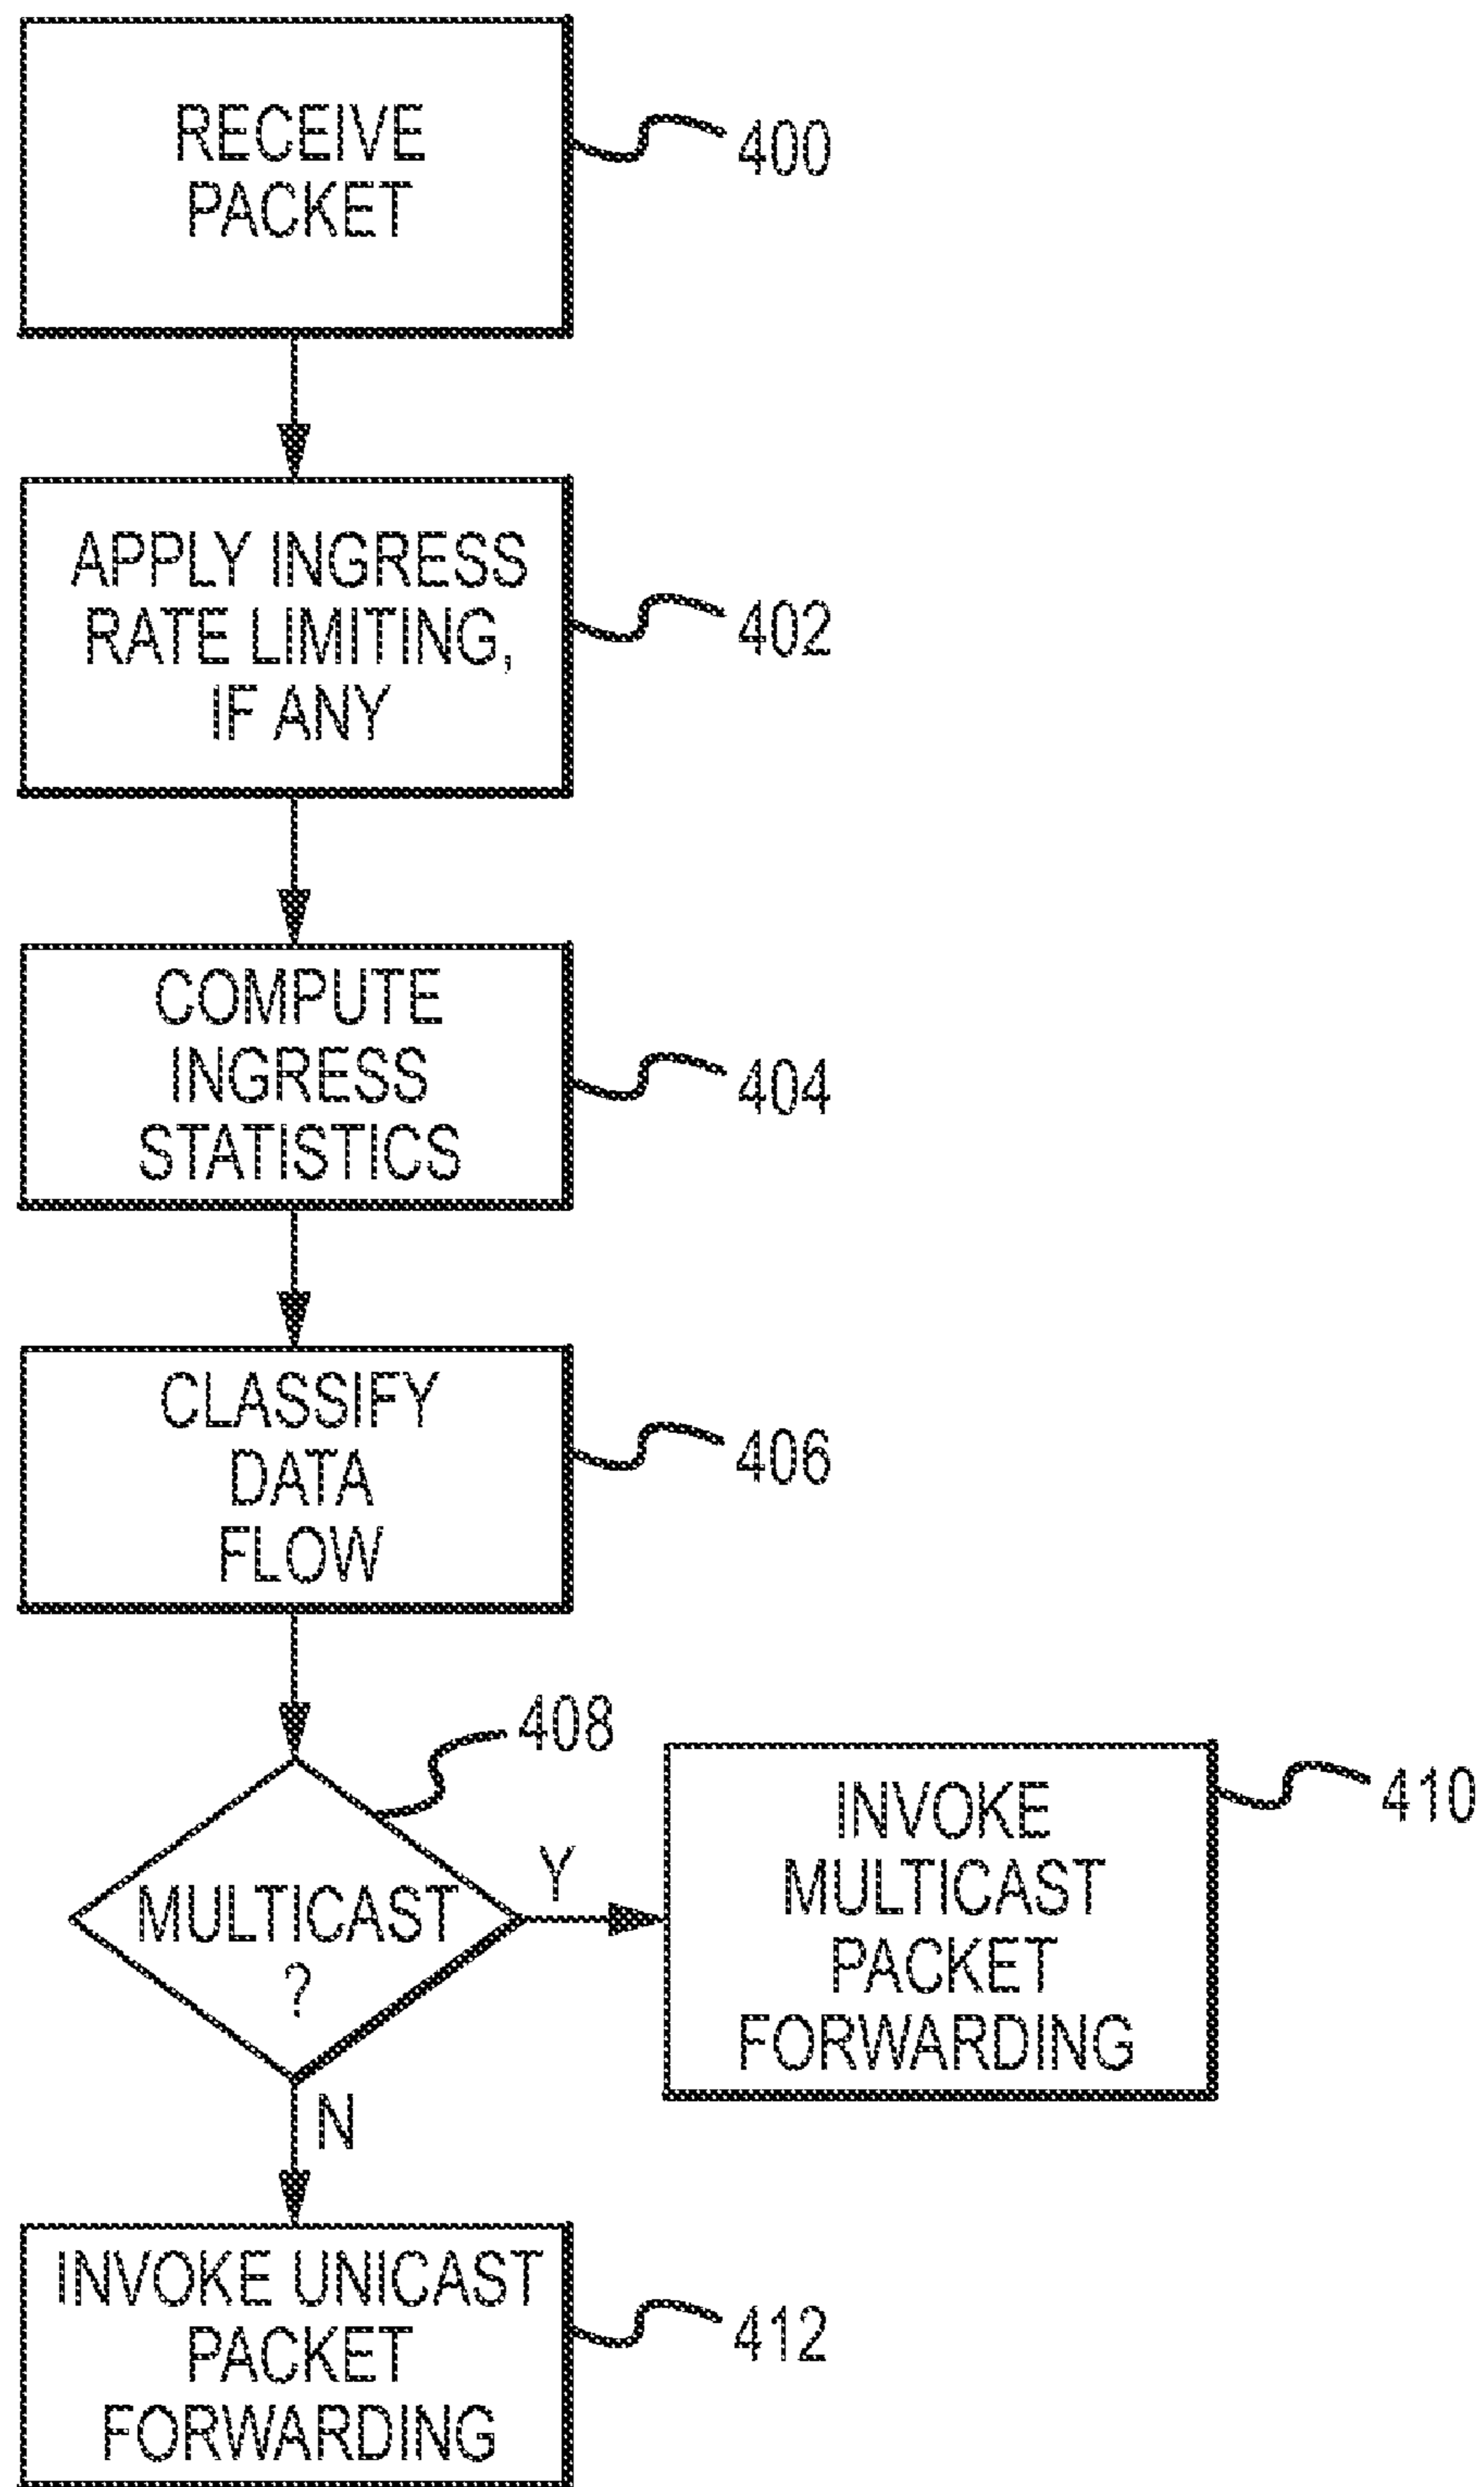 RECEIVE
PACKET
400
APPLY INGRESS
RATE LIMITING,
IF ANY
402
COMPUTE
INGRESS
STATISTICS
404
CLASSIFY
DATA
FLOW
406
408
MULTICAST
?
Y
INVOKE
MULTICAST
PACKET
FORWARDING
410
N
INVOKE UNICAST
PACKET
FORWARDING
412